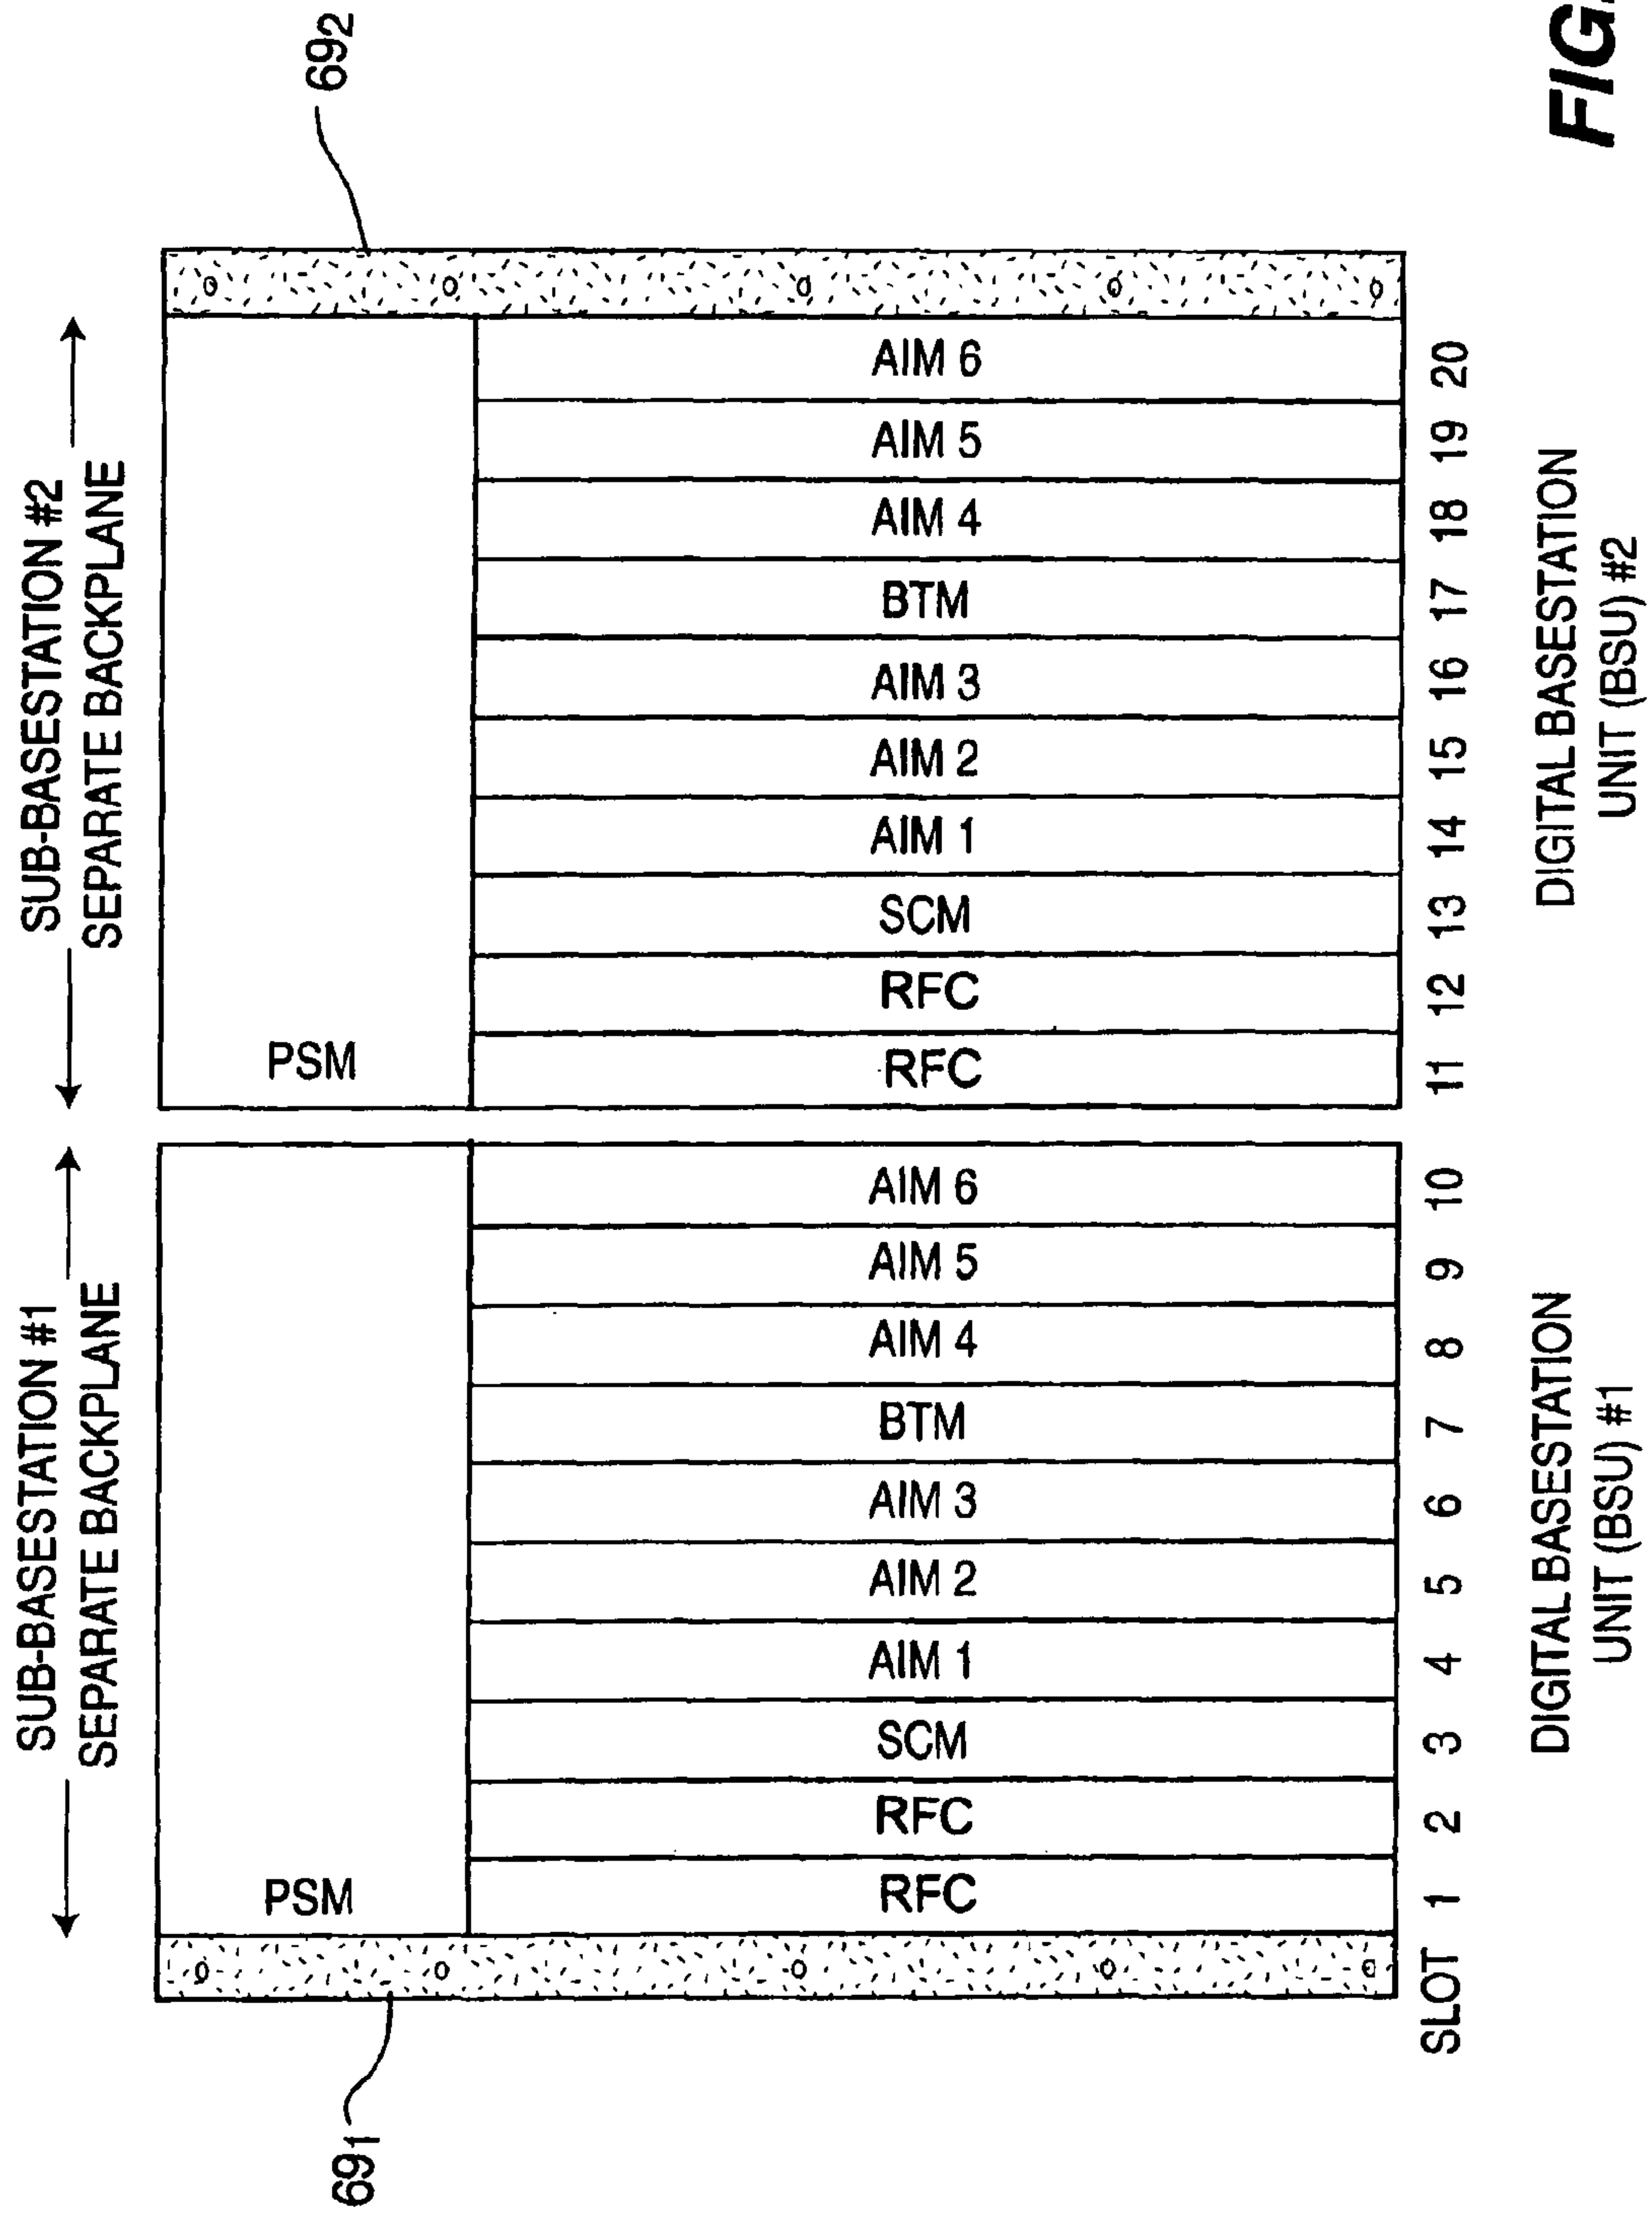 SUB-BASESTATION #1
SEPARATE BACKPLANE
SUB-BASESTATION #2
SEPARATE BACKPLANE
69₁
69₂
PSM
PSM
RFC
RFC
SCM
AIM 1
AIM 2
AIM 3
BTM
AIM 4
AIM 5
AIM 6
RFC
RFC
SCM
AIM 1
AIM 2
AIM 3
BTM
AIM 4
AIM 5
AIM 6
SLOT 1 2 3 4 5 6 7 8 9 10 11 12 13 14 15 16 17 18 19 20
DIGITAL BASESTATION
UNIT (BSU) #1
DIGITAL BASESTATION
UNIT (BSU) #2
FIG.